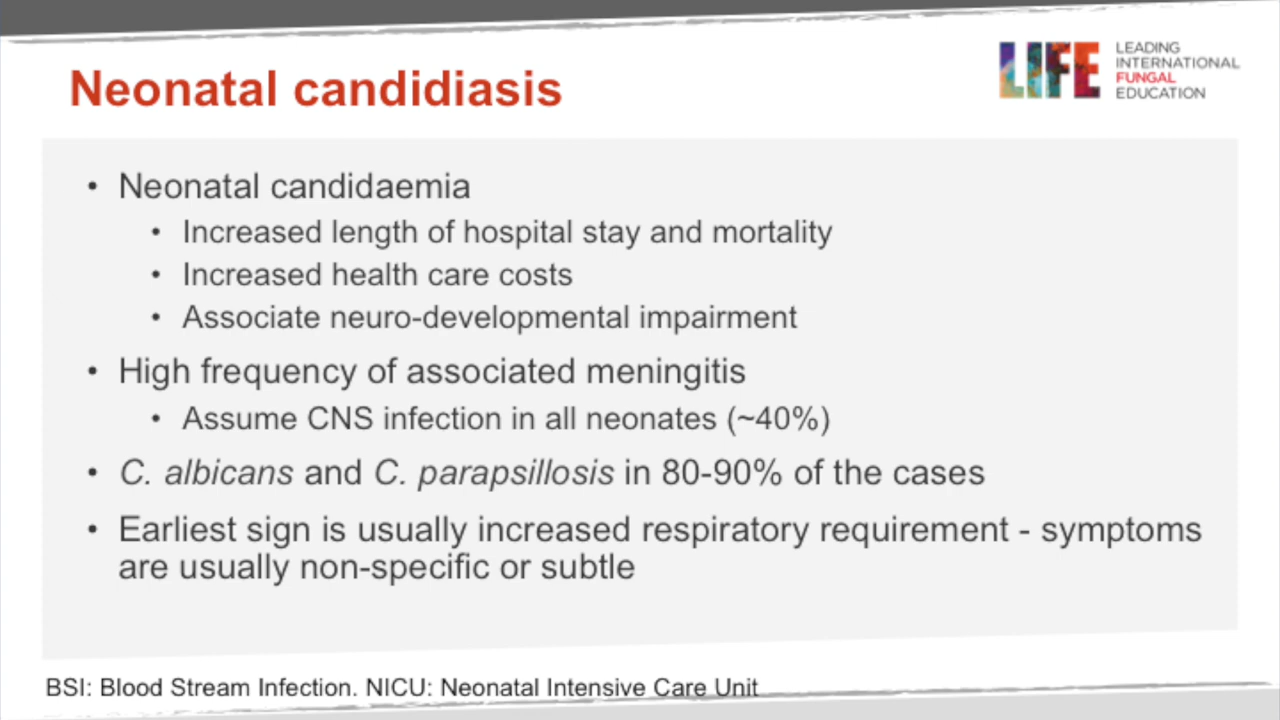 Neonatal candidiasis
LIFE
LEADING
INTERNATIONAL
FUNGAL
EDUCATION
• Neonatal candidaemia
• Increased length of hospital stay and mortality
• Increased health care costs
• Associate neuro-developmental impairment
• High frequency of associated meningitis
• Assume CNS infection in all neonates (~40%)
• C. albicans and C. parapsillosis in 80-90% of the cases
• Earliest sign is usually increased respiratory requirement - symptoms
are usually non-specific or subtle
BSI: Blood Stream Infection. NICU: Neonatal Intensive Care Unit